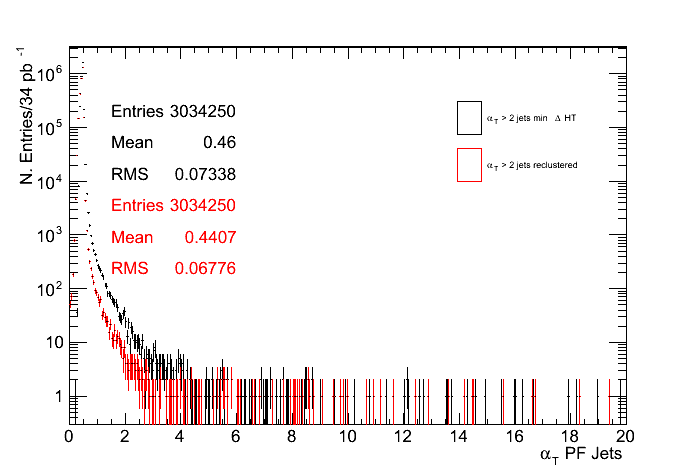 N. Entries/34 pb⁻¹
10⁶
10⁵
10⁴
10³
10²
10
1
Entries 3034250
Mean 0.46
RMS 0.07338
Entries 3034250
Mean 0.4407
RMS 0.06776
α_T > 2 jets min Δ HT
α_T > 2 jets reclustered
0 2 4 6 8 10 12 14 16 18 20
α_T PF Jets